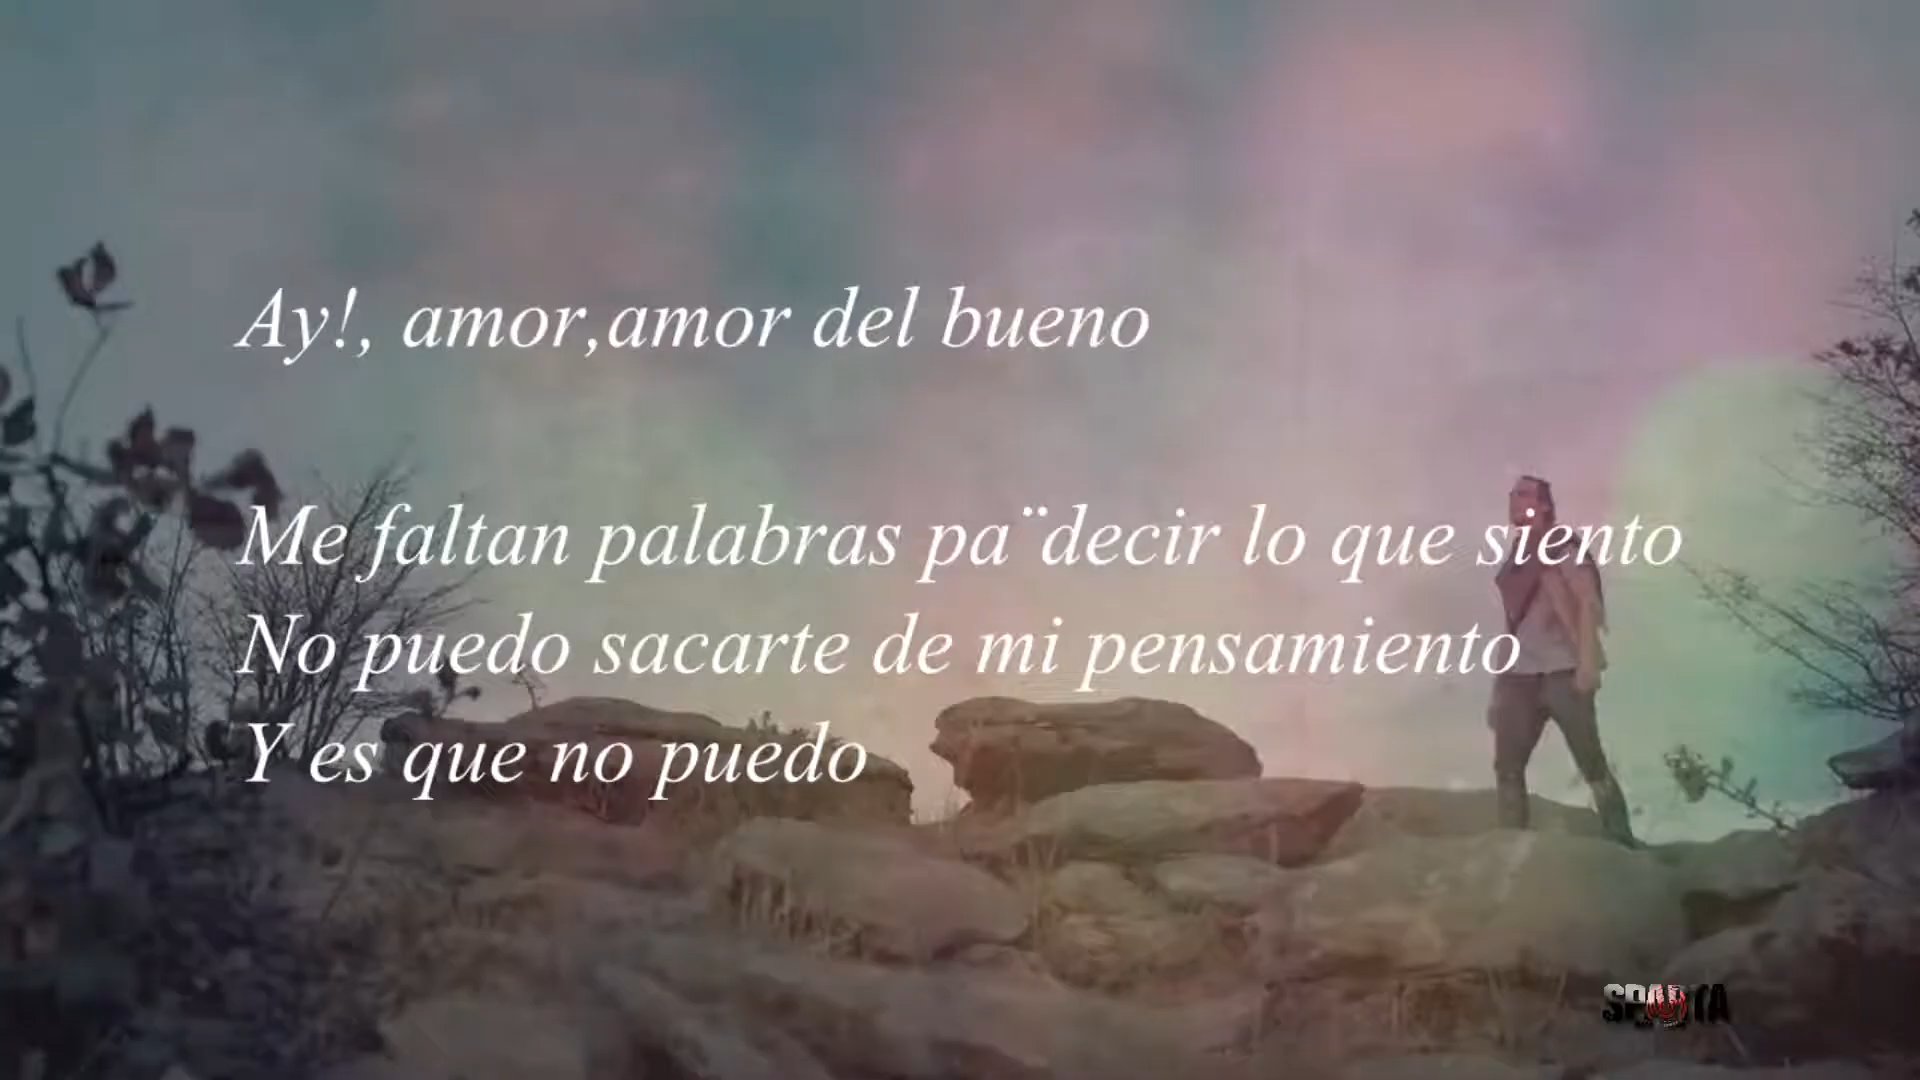 Ay!, amor,amor del bueno
Me faltan palabras pa¨decir lo que siento
No puedo sacarte de mi pensamiento
Y es que no puedo
SPARTA